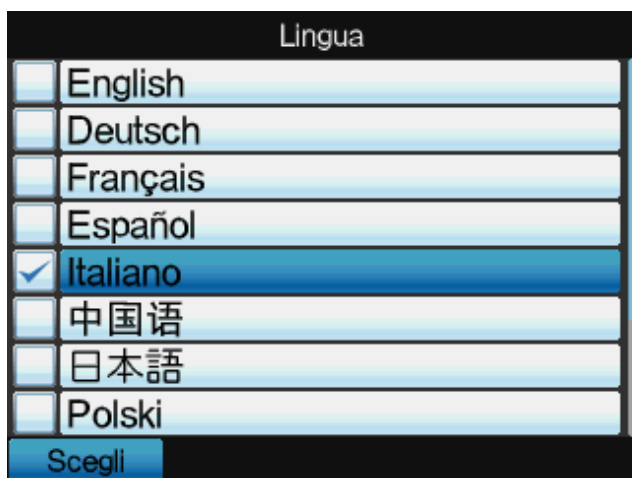 Lingua
English
Deutsch
Français
Español
Italiano
中国语
日本語
Polski
Scegli